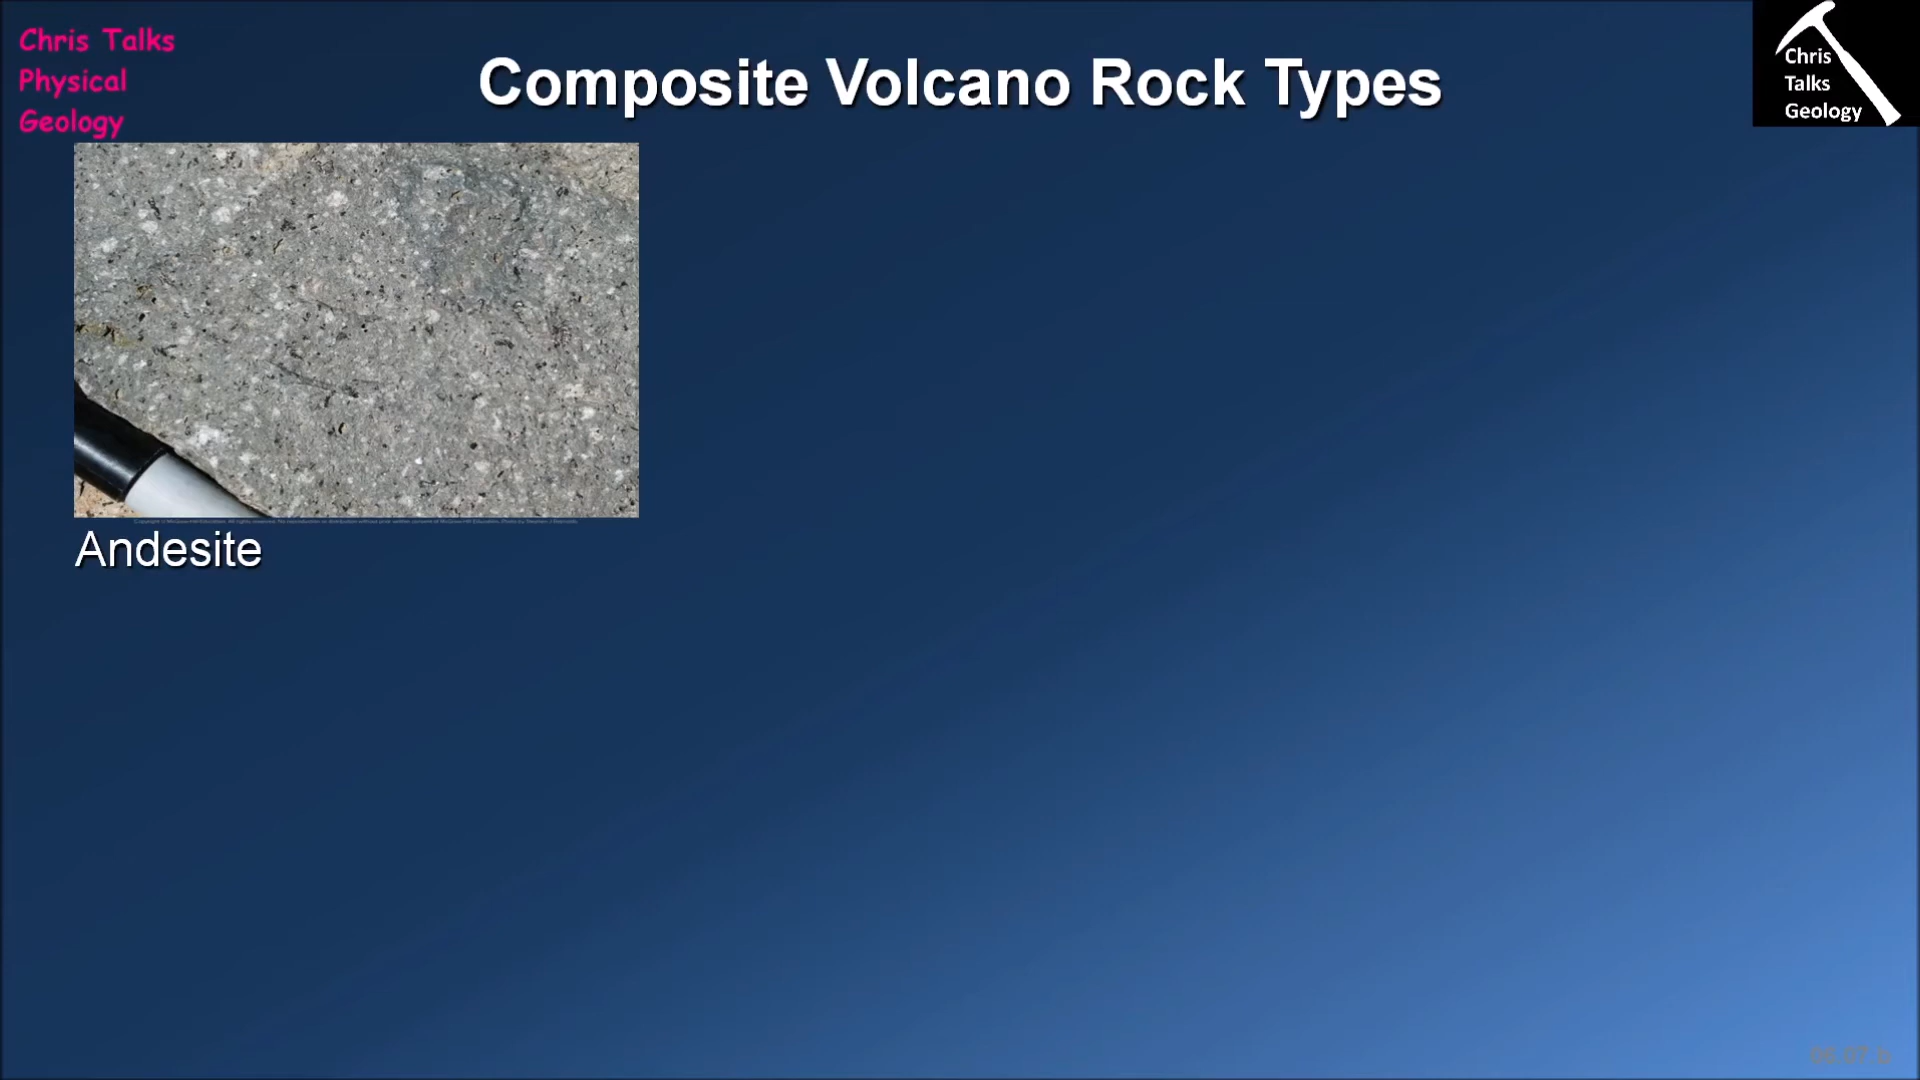 Chris Talks
Physical
Geology
Composite Volcano Rock Types
Chris
Talks
Geology
Andesite